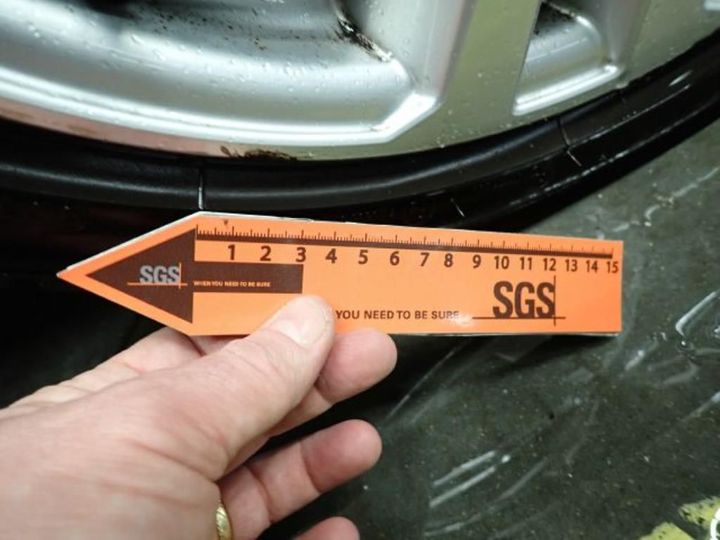 1 2 3 4 5 6 7 8 9 10 11 12 13 14 15
SGS WHEN YOU NEED TO BE SURE
YOU NEED TO BE SURE SGS